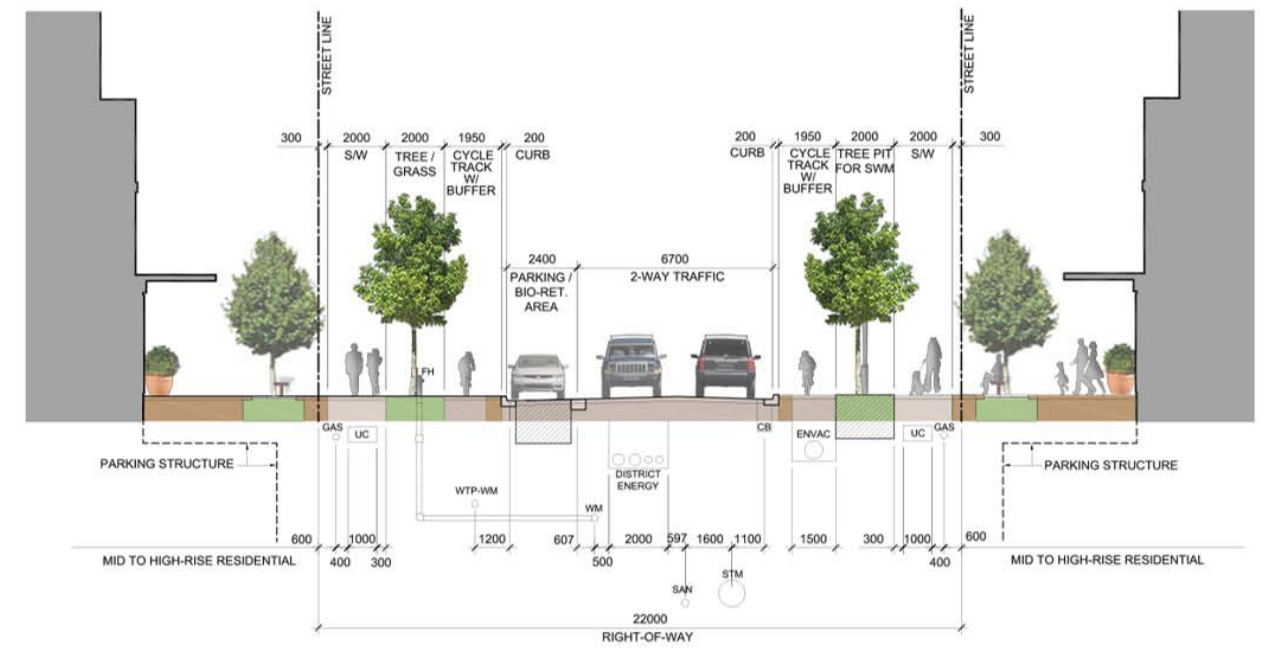 STREET LINE
STREET LINE
300 2000 2000 1950 200
S/W
TREE /
GRASS
CYCLE
TRACK
W/
BUFFER
CURB
200 1950 2000 2000 300
CURB
CYCLE
TRACK
W/
BUFFER
TREE PIT
FOR SWM
S/W
2400
PARKING /
BIO-RET.
AREA
6700
2-WAY TRAFFIC
FH
GAS
UC
CB
ENVAC
UC
GAS
PARKING STRUCTURE
DISTRICT
ENERGY
PARKING STRUCTURE
WTP-WM
WM
600 1000 1200 607 2000 597 1600 1100 1500 300 1000 600
MID TO HIGH-RISE RESIDENTIAL
400 300 500 400
MID TO HIGH-RISE RESIDENTIAL
STM
SAN
22000
RIGHT-OF-WAY